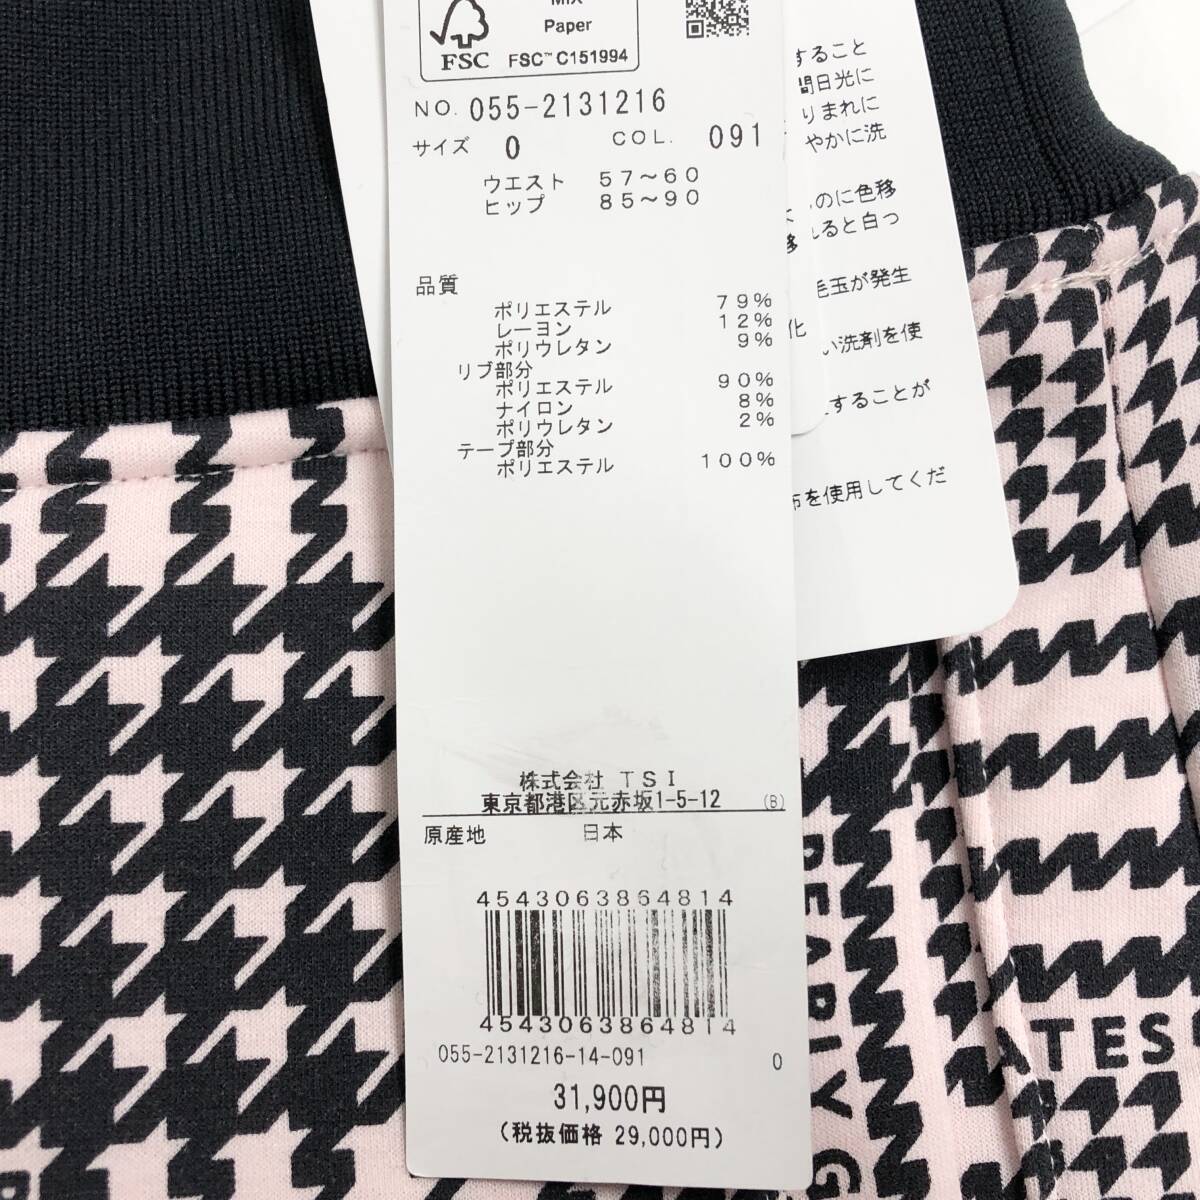 MIX
Paper
FSC
FSC™ C151994
NO. 055-2131216
サイズ 0 COL. 091
ウエスト 57～60
ヒップ 85～90
品質
ポリエステル 79%
レーヨン 12%
ポリウレタン 9%
リブ部分
ポリエステル 90%
ナイロン 8%
ポリウレタン 2%
テープ部分
ポリエステル 100%
株式会社 TSI
東京都港区元赤坂1-5-12 (B)
原産地 日本
4543063864814
4543063864814
055-2131216-14-091 0
31,900円
(税抜価格 29,000円)
すること
間日光に
りまれに
やかに洗
のに色移
移 れると白っ
毛玉が発生
化
い洗剤を使
することが
布を使用してくだ
PEARLY G
ATES